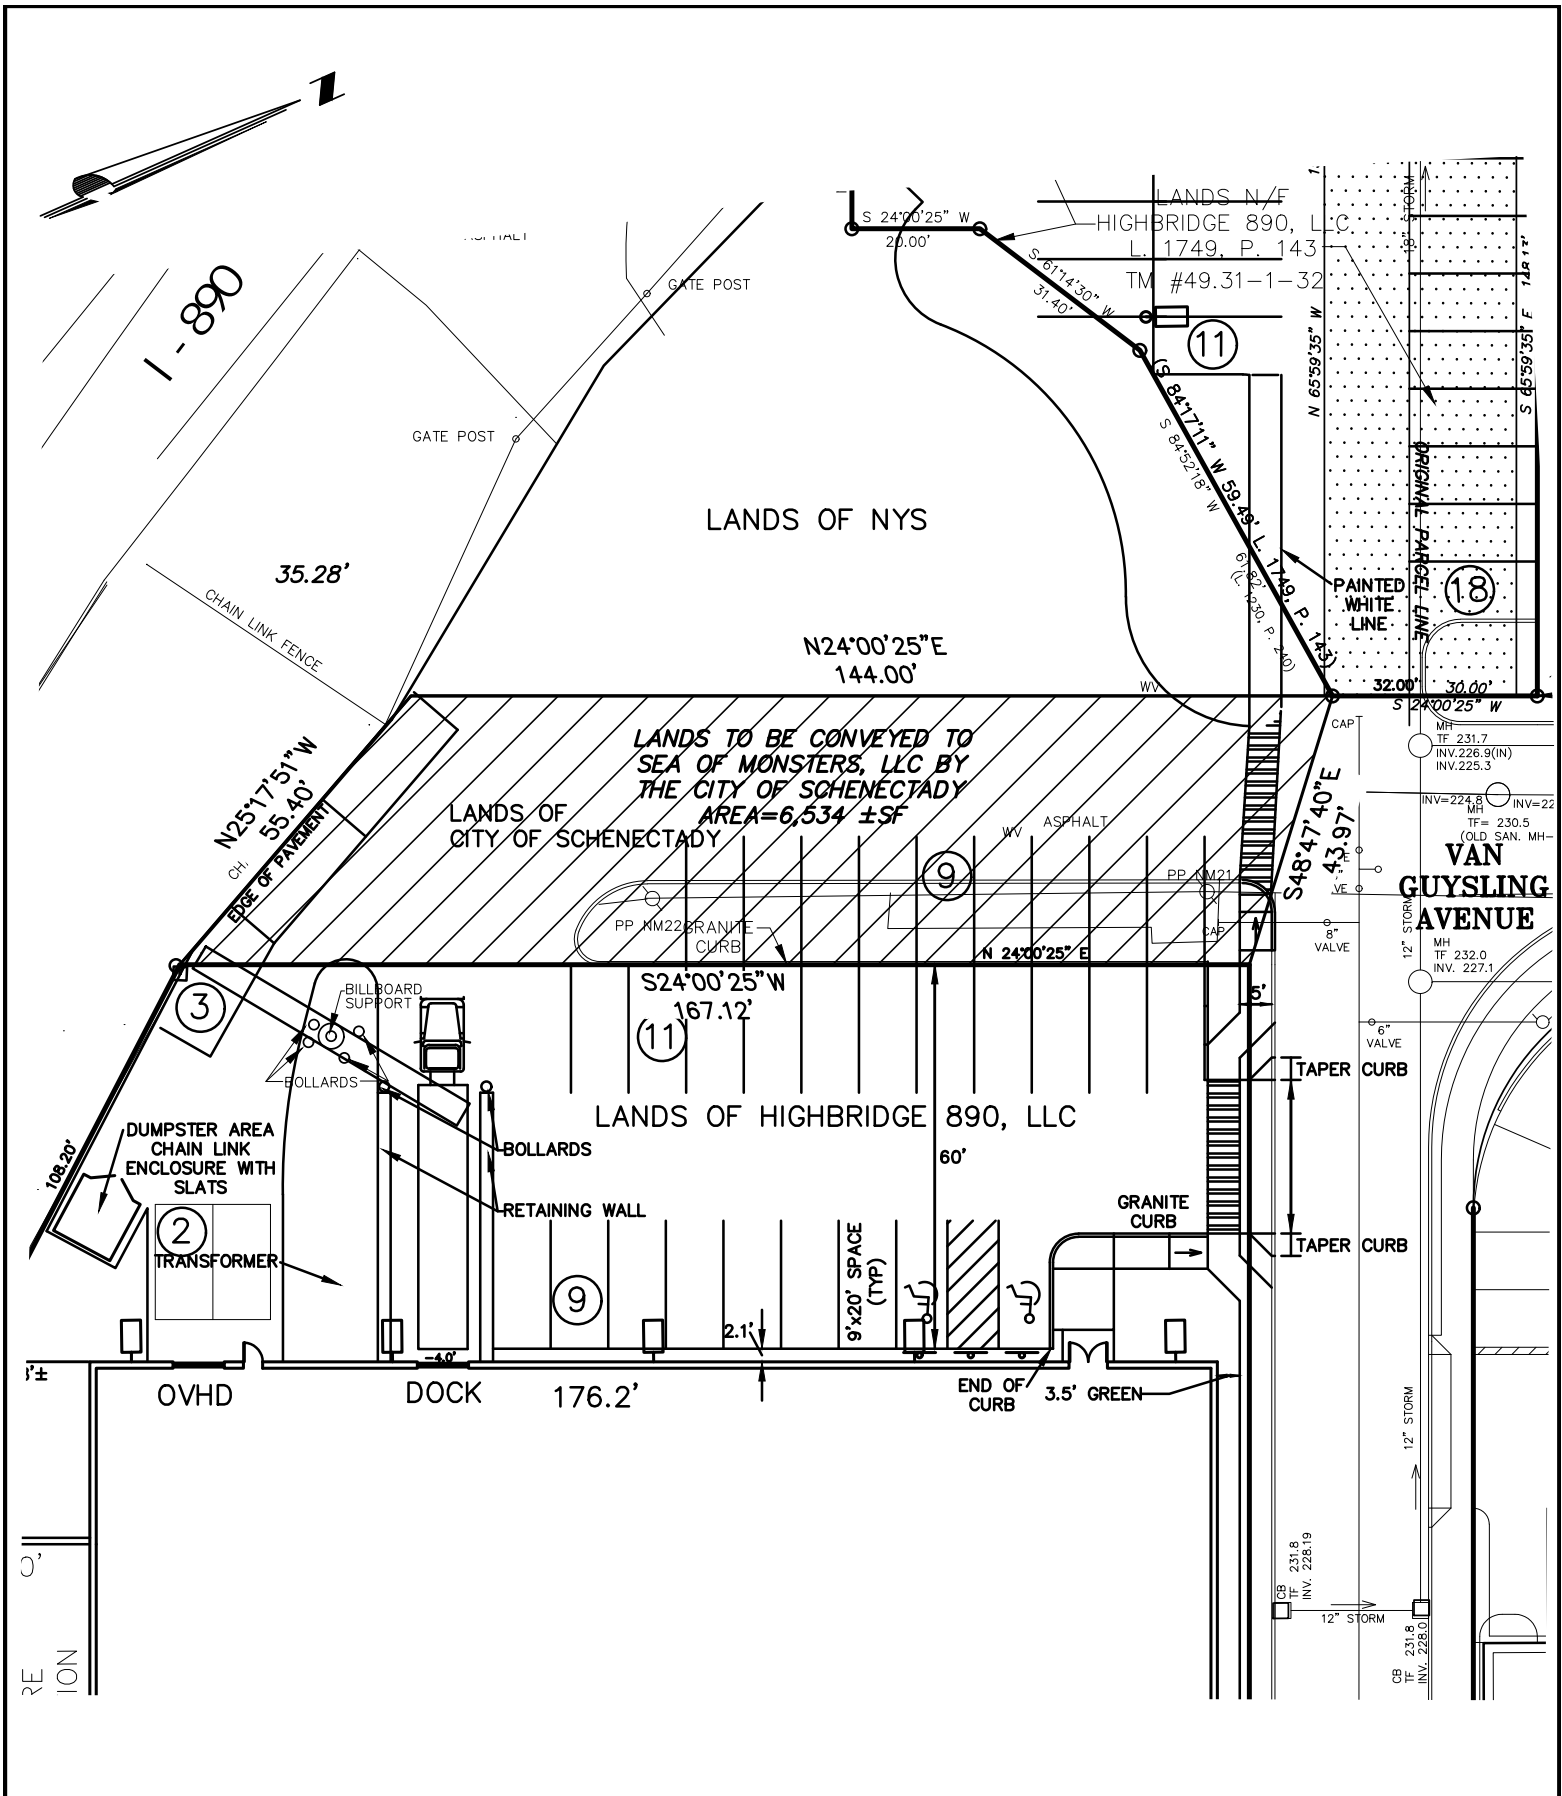 Z
I - 890
S 24°00'25" W
20.00'
LANDS N/F
HIGHBRIDGE 890, LLC
L. 1749, P. 143
TM #49.31-1-32
S 61°14'30" W
31.40'
18" STORM
GATE POST
GATE POST
11
N 65°59'35" W
S 65°59'35" E
(S 84°17'11" W 59.49' L. 1749, P. 143)
S 84°52'18" W
61.82'
(L. 1230, P. 240)
ORIGINAL PARCEL LINE
LANDS OF NYS
35.28'
CHAIN LINK FENCE
PAINTED
WHITE
LINE
18
N24°00'25"E
144.00'
WV
32.00'
30.00'
S 24°00'25" W
CAP
MH
TF 231.7
INV.226.9(IN)
INV.225.3
LANDS TO BE CONVEYED TO
SEA OF MONSTERS, LLC BY
THE CITY OF SCHENECTADY
AREA=6,534 ±SF
N25°17'51"W
55.40'
CH.
EDGE OF PAVEMENT
LANDS OF
CITY OF SCHENECTADY
WV
ASPHALT
S48°47'40"E
43.97'
INV=224.8
MH
TF= 230.5
(OLD SAN. MH-
VAN
GUYSLING
AVENUE
9
PP NM21
VE
PP NM22
GRANITE
CURB
CAP
8"
VALVE
12" STORM
MH
TF 232.0
INV. 227.1
N 24°00'25" E
S24°00'25"W
167.12'
3
BILLBOARD
SUPPORT
11
5'
6"
VALVE
BOLLARDS
TAPER CURB
LANDS OF HIGHBRIDGE 890, LLC
108.20'
DUMPSTER AREA
CHAIN LINK
ENCLOSURE WITH
SLATS
BOLLARDS
60'
RETAINING WALL
GRANITE
CURB
2
TRANSFORMER
TAPER CURB
9'x20' SPACE
(TYP)
9
2.1'
-4.0'
OVHD
DOCK
176.2'
END OF
CURB
3.5' GREEN
12" STORM
CB
TF 231.8
INV. 228.19
12" STORM
CB
TF 231.8
INV. 228.0